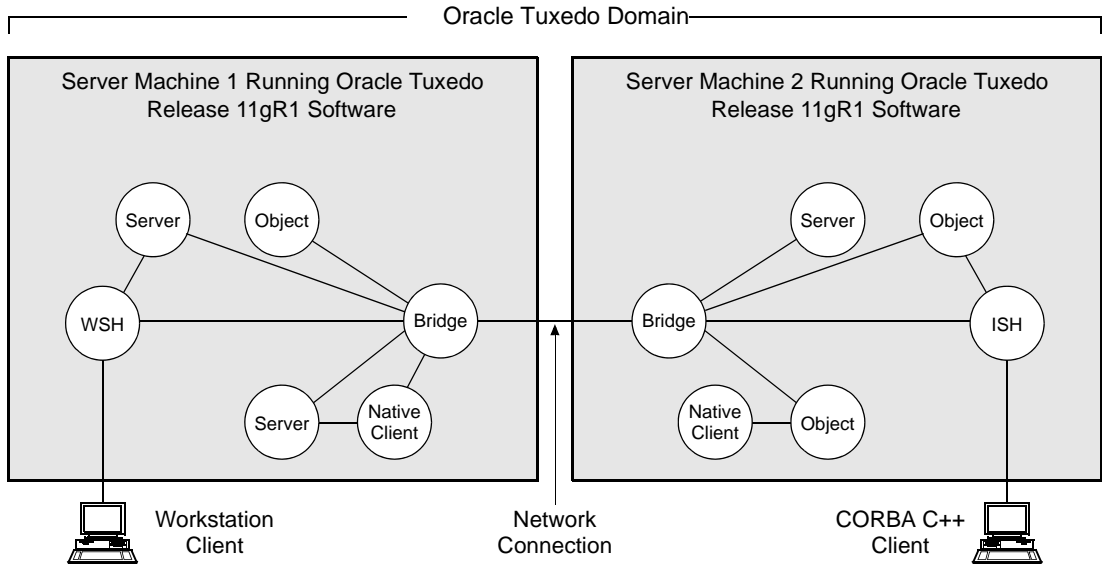 Oracle Tuxedo Domain
Server Machine 1 Running Oracle Tuxedo
Release 11gR1 Software
Server Machine 2 Running Oracle Tuxedo
Release 11gR1 Software
Server
Object
Server
Object
WSH
Bridge
Bridge
ISH
Server
Native
Client
Native
Client
Object
Workstation
Client
Network
Connection
CORBA C++
Client